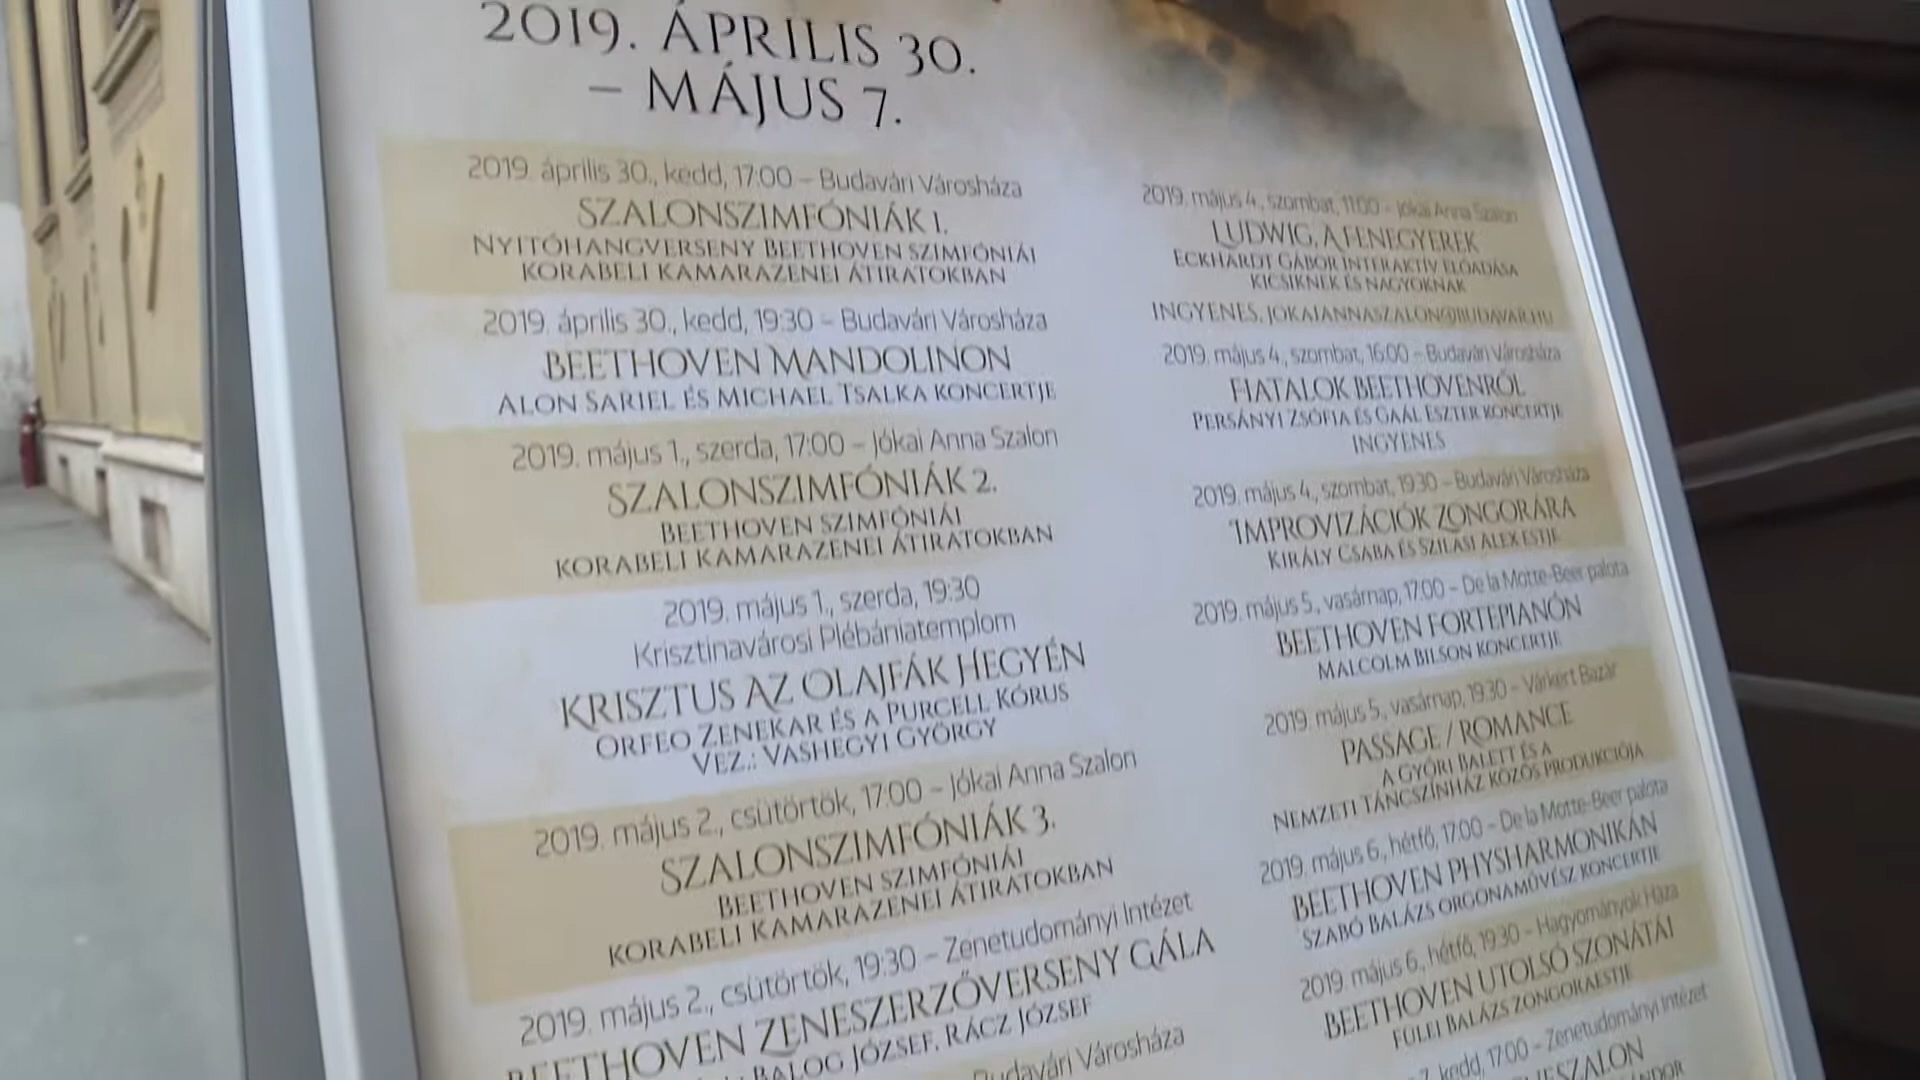 2019. ÁPRILIS 30.
– MÁJUS 7.
2019. április 30., kedd, 17:00 – Budavári Városháza
SZALONSZIMFÓNIÁK 1.
NYITÓHANGVERSENY BEETHOVEN SZIMFÓNIÁI
KORABELI KAMARAZENEI ÁTIRATOKBAN
2019. április 30., kedd, 19:30 – Budavári Városháza
BEETHOVEN MANDOLINON
ALON SARIEL ÉS MICHAEL TSALKA KONCERTJE
2019. május 1., szerda, 17:00 – Jókai Anna Szalon
SZALONSZIMFÓNIÁK 2.
BEETHOVEN SZIMFÓNIÁI
KORABELI KAMARAZENEI ÁTIRATOKBAN
2019. május 1., szerda, 19:30
Krisztinavárosi Plébániatemplom
KRISZTUS AZ OLAJFÁK HEGYÉN
ORFEO ZENEKAR ÉS A PURCELL KÓRUS
VEZ.: VASHEGYI GYÖRGY
2019. május 2., csütörtök, 17:00 – Jókai Anna Szalon
SZALONSZIMFÓNIÁK 3.
BEETHOVEN SZIMFÓNIÁI
KORABELI KAMARAZENEI ÁTIRATOKBAN
2019. május 2., csütörtök, 19:30 – Zenetudományi Intézet
BEETHOVEN ZENESZERZŐVERSENY GÁLA
BALOG JÓZSEF, RÁCZ JÓZSEF
Budavári Városháza
2019. május 4., szombat, 11:00 – Jókai Anna Szalon
LUDWIG, A FENEGYEREK
ECKHARDT GÁBOR INTERAKTÍV ELŐADÁSA
KICSIKNEK ÉS NAGYOKNAK
INGYENES, JOKAIANNASZALON@BUDAVAR.HU
2019. május 4., szombat, 16:00 – Budavári Városháza
FIATALOK BEETHOVENRŐL
PERSÁNYI ZSÓFIA ÉS GAÁL ESZTER KONCERTJE
INGYENES
2019. május 4., szombat, 19:30 – Budavári Városháza
IMPROVIZÁCIÓK ZONGORÁRA
KIRÁLY CSABA ÉS SZILASI ALEX ESTJE
2019. május 5., vasárnap, 17:00 – De la Motte-Beer palota
BEETHOVEN FORTEPIANÓN
MALCOLM BILSON KONCERTJE
2019. május 5., vasárnap, 19:30 – Várkert Bazár
PASSAGE / ROMANCE
A GYŐRI BALETT ÉS A
NEMZETI TÁNCSZÍNHÁZ KÖZÖS PRODUKCIÓJA
2019. május 6., hétfő, 17:00 – De la Motte-Beer palota
BEETHOVEN PHYSHARMONIKÁN
SZABÓ BALÁZS ORGONAMŰVÉSZ KONCERTJE
2019. május 6., hétfő, 19:30 – Hagyományok Háza
BEETHOVEN UTOLSÓ SZONÁTÁI
FÜLEI BALÁZS ZONGORAESTJE
7., kedd, 17:00 – Zenetudományi Intézet